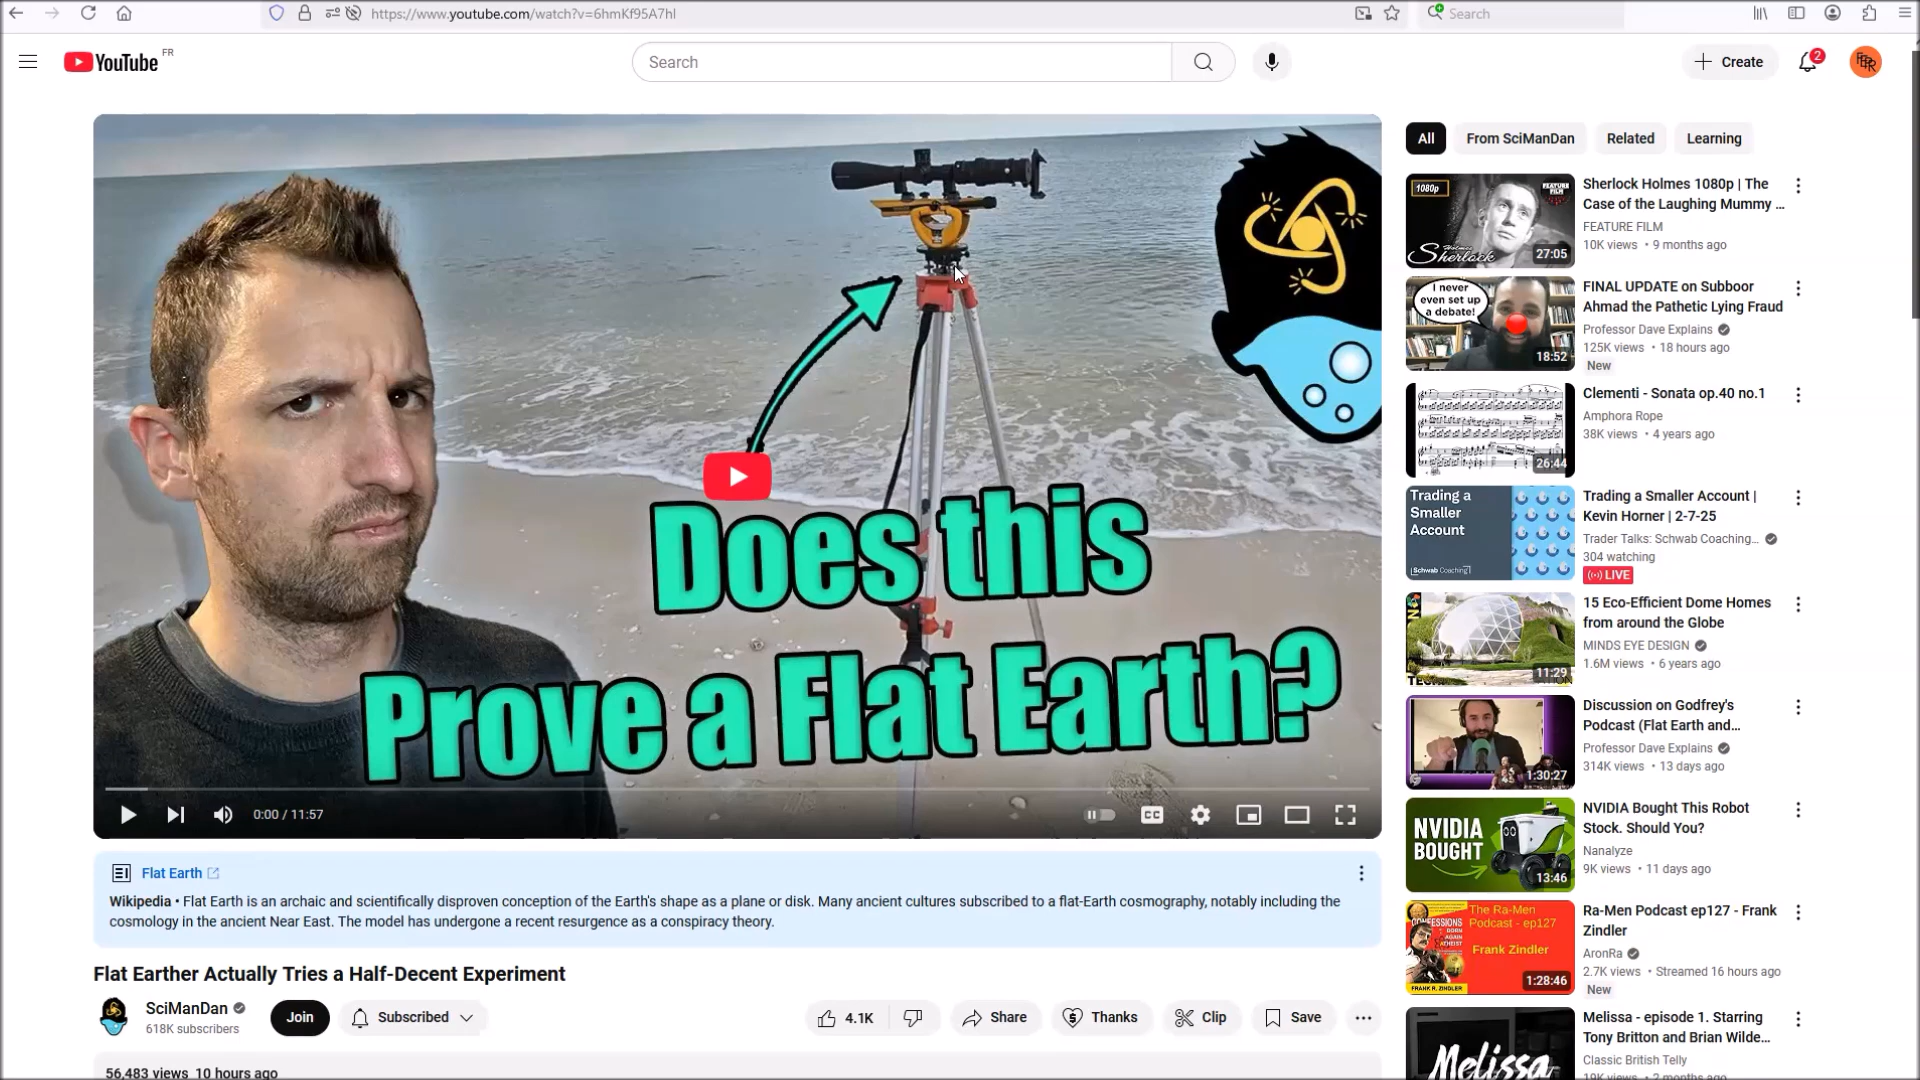 https://www.youtube.com/watch?v=6hmKf95A7hI
Search
YouTube FR
Search
Create
2
Does this
Prove a Flat Earth?
0:00 / 11:57
CC
Flat Earth
Wikipedia • Flat Earth is an archaic and scientifically disproven conception of the Earth's shape as a plane or disk. Many ancient cultures subscribed to a flat-Earth cosmography, notably including the
cosmology in the ancient Near East. The model has undergone a recent resurgence as a conspiracy theory.
Flat Earther Actually Tries a Half-Decent Experiment
SciManDan
618K subscribers
Join
Subscribed
4.1K
Share
Thanks
Clip
Save
56,483 views 10 hours ago
All
From SciManDan
Related
Learning
1080p
FEATURE
FILM
Sherlock
27:05
Sherlock Holmes 1080p | The
Case of the Laughing Mummy ...
FEATURE FILM
10K views • 9 months ago
I never
even set up
a debate!
18:52
FINAL UPDATE on Subboor
Ahmad the Pathetic Lying Fraud
Professor Dave Explains
125K views • 18 hours ago
New
26:44
Clementi - Sonata op.40 no.1
Amphora Rope
38K views • 4 years ago
Trading a
Smaller
Account
Schwab Coaching
Trading a Smaller Account |
Kevin Horner | 2-7-25
Trader Talks: Schwab Coaching...
304 watching
LIVE
11:29
15 Eco-Efficient Dome Homes
from around the Globe
MINDS EYE DESIGN
1.6M views • 6 years ago
1:30:27
Discussion on Godfrey's
Podcast (Flat Earth and...
Professor Dave Explains
314K views • 13 days ago
NVIDIA
BOUGHT
13:46
NVIDIA Bought This Robot
Stock. Should You?
Nanalyze
9K views • 11 days ago
The Ra-Men
Podcast - ep127
Frank Zindler
FRANK R. ZINDLER
1:28:46
Ra-Men Podcast ep127 - Frank
Zindler
AronRa
2.7K views • Streamed 16 hours ago
New
Melissa
Melissa - episode 1. Starring
Tony Britton and Brian Wilde...
Classic British Telly
19K views • 2 months ago